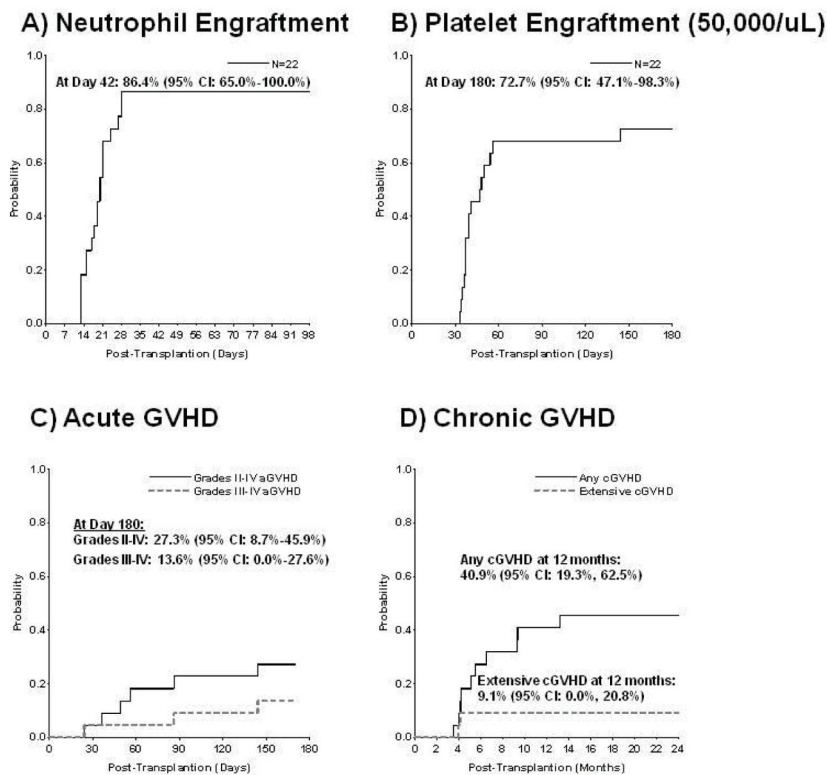 A) Neutrophil Engraftment
N=22
At Day 42: 86.4% (95% CI: 65.0%-100.0%)
1.0
0.8
0.6
0.4
0.2
0.0
Probability
0 7 14 21 28 35 42 49 56 63 70 77 84 91 98
Post-Transplantion (Days)
B) Platelet Engraftment (50,000/uL)
N=22
At Day 180: 72.7% (95% CI: 47.1%-98.3%)
1.0
0.8
0.6
0.4
0.2
0.0
Probability
0 30 60 90 120 150 180
Post-Transplantion (Days)
C) Acute GVHD
Grades II-IV aGVHD
Grades III-IV aGVHD
At Day 180:
Grades II-IV: 27.3% (95% CI: 8.7%-45.9%)
Grades III-IV: 13.6% (95% CI: 0.0%-27.6%)
1.0
0.8
0.6
0.4
0.2
0.0
Probability
0 30 60 90 120 150 180
Post-Transplantion (Days)
D) Chronic GVHD
Any cGVHD
Extensive cGVHD
Any cGVHD at 12 months:
40.9% (95% CI: 19.3%, 62.5%)
Extensive cGVHD at 12 months:
9.1% (95% CI: 0.0%, 20.8%)
1.0
0.8
0.6
0.4
0.2
0.0
Probability
0 2 4 6 8 10 12 14 16 18 20 22 24
Post-Transplantion (Months)